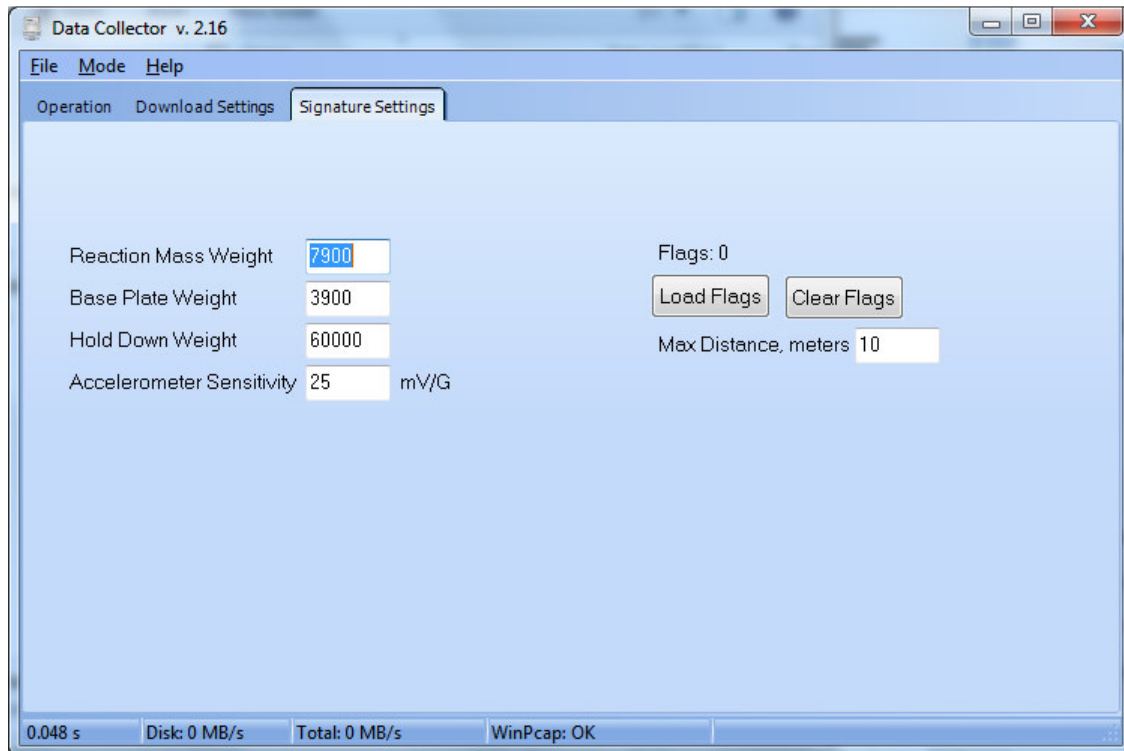 Data Collector v. 2.16
File Mode Help
Operation Download Settings Signature Settings
Reaction Mass Weight 7900
Base Plate Weight 3900
Hold Down Weight 60000
Accelerometer Sensitivity 25 mV/G
Flags: 0
Load Flags Clear Flags
Max Distance, meters 10
0.048 s Disk: 0 MB/s Total: 0 MB/s WinPcap: OK